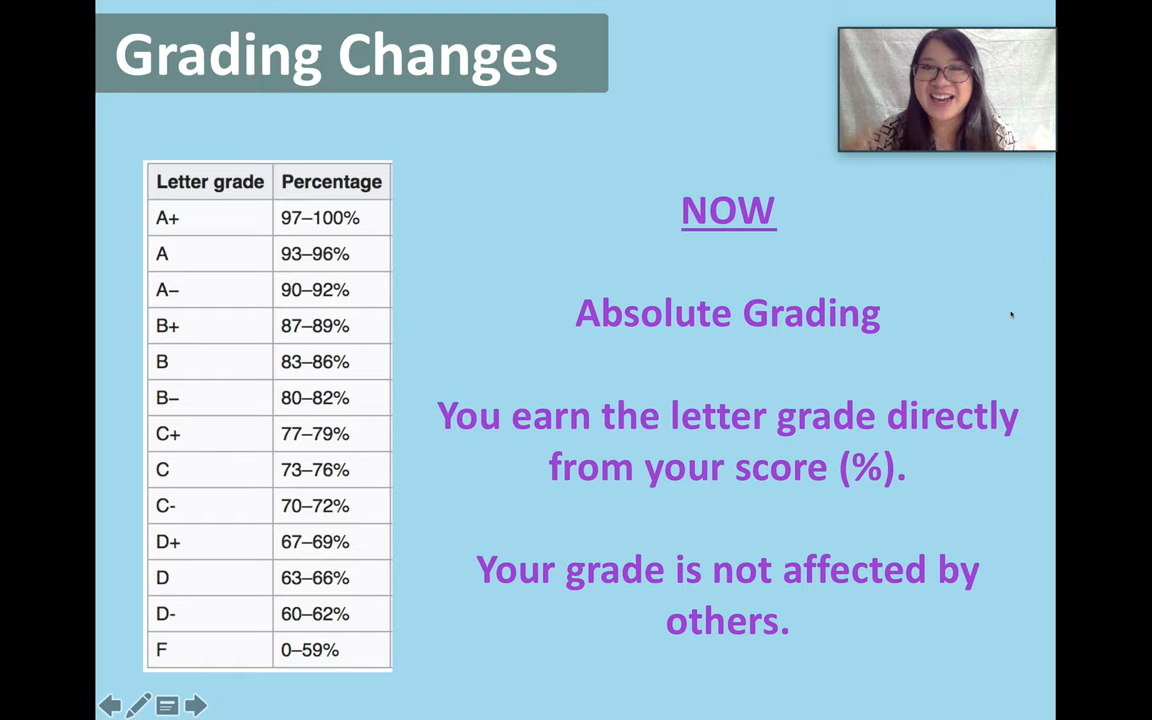 Grading Changes
Letter grade Percentage
A+ 97–100%
A 93–96%
A− 90–92%
B+ 87–89%
B 83–86%
B− 80–82%
C+ 77–79%
C 73–76%
C- 70–72%
D+ 67–69%
D 63–66%
D- 60–62%
F 0–59%
NOW
Absolute Grading
You earn the letter grade directly
from your score (%).
Your grade is not affected by
others.